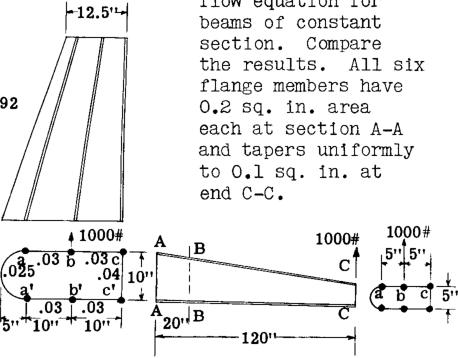 12.5"
flow equation for
beams of constant
section. Compare
the results. All six
flange members have
0.2 sq. in. area
each at section A-A
and tapers uniformly
to 0.1 sq. in. at
end C-C.
92
1000#
a .03 b .03 c
.025 .04 10"
a' b' c'
.03 .03
5" 10" 10"
A B 1000#
C
A B C
20"
120"
1000#
5" 5"
a b c 5"